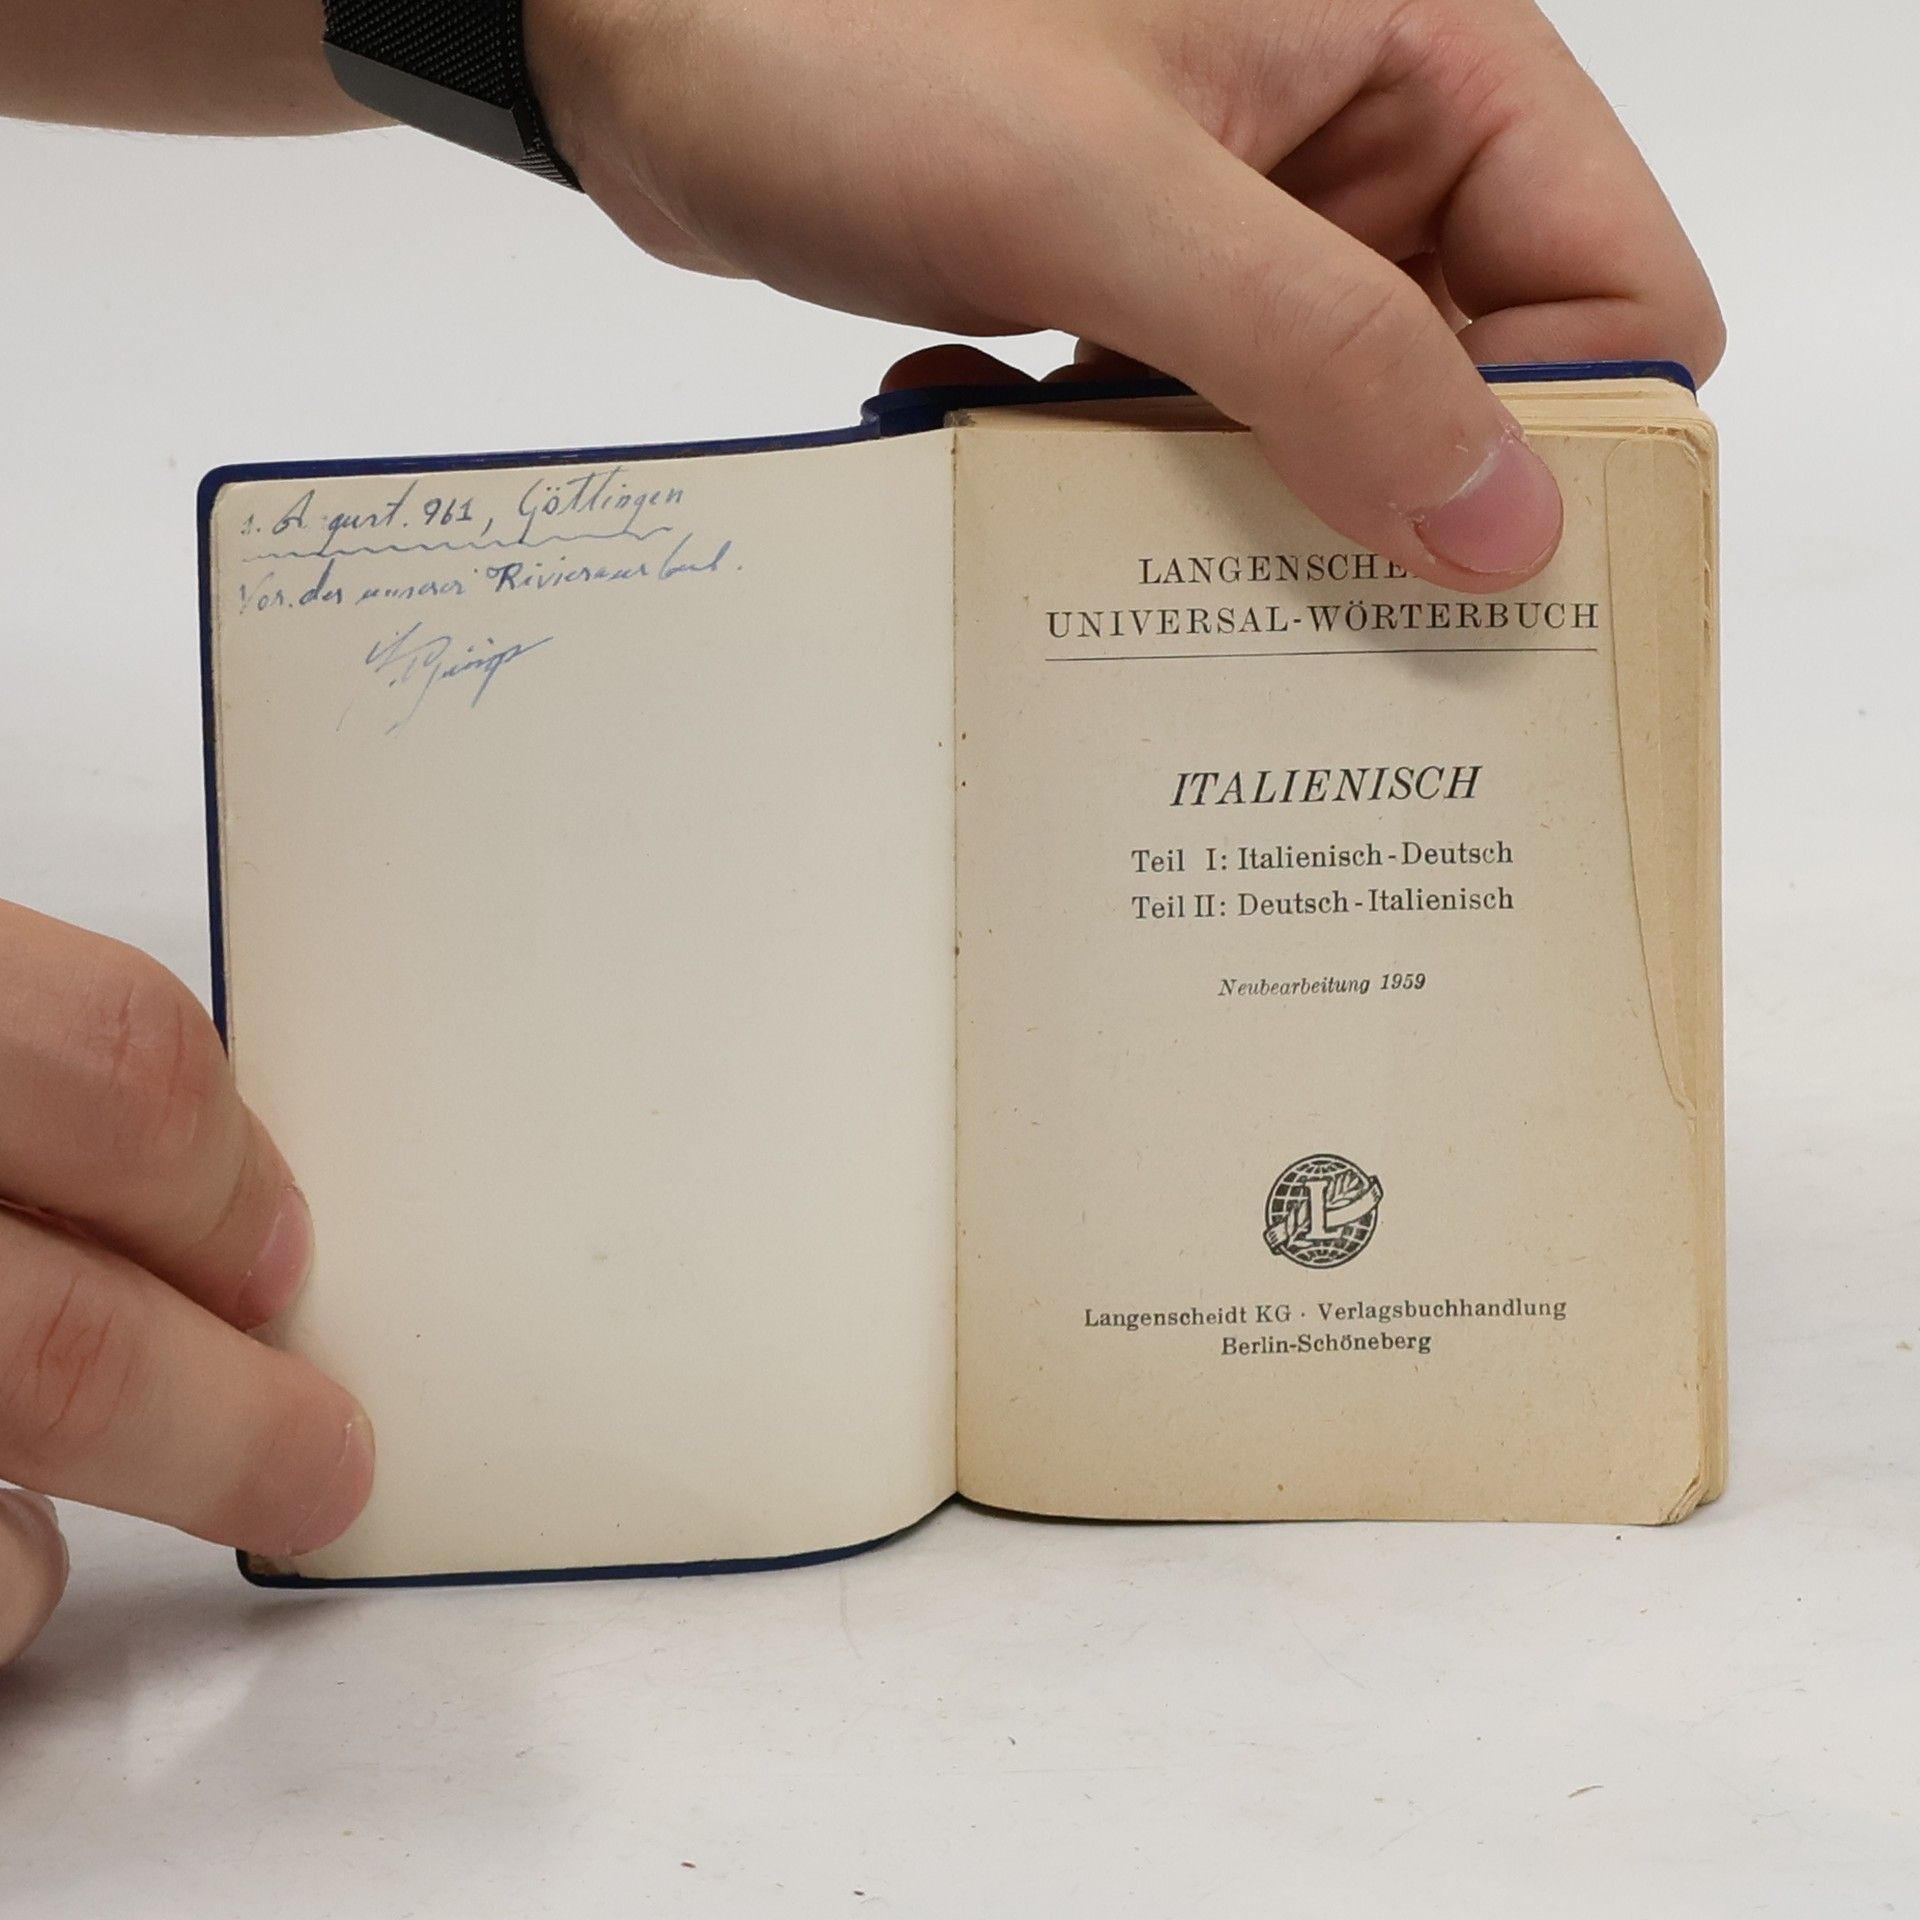 1. August. 961, Göttingen
Vor der unserer Rivieraurlaub.
LANGENSCHE
UNIVERSAL-WÖRTERBUCH
ITALIENISCH
Teil I: Italienisch-Deutsch
Teil II: Deutsch-Italienisch
Neubearbeitung 1959
L
Langenscheidt KG · Verlagsbuchhandlung
Berlin-Schöneberg